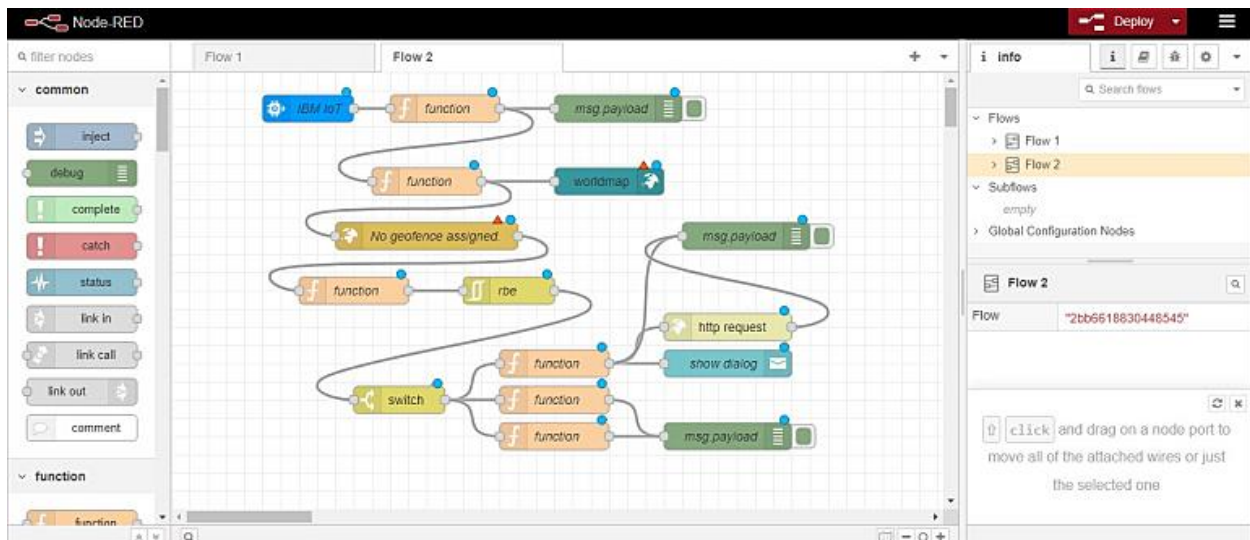 Node-RED
Deploy
filter nodes
Flow 1
Flow 2
info
i
Search flows
common
inject
debug
complete
catch
status
link in
link call
link out
comment
function
function
IBM IoT
function
msg.payload
function
worldmap
No geofence assigned.
msg.payload
function
rbe
http request
function
show dialog
switch
function
function
msg.payload
Flows
Flow 1
Flow 2
Subflows
empty
Global Configuration Nodes
Flow 2
Flow "2bb6618830448545"
click and drag on a node port to
move all of the attached wires or just
the selected one